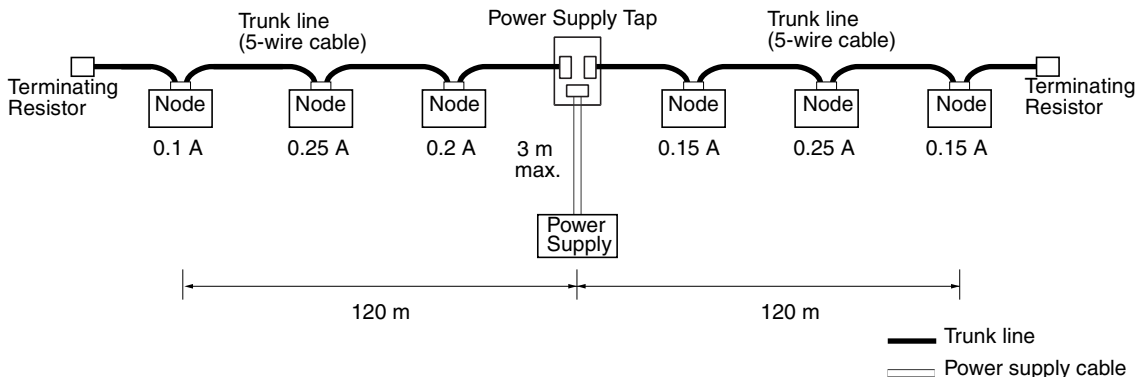 Trunk line
(5-wire cable)
Power Supply Tap
Trunk line
(5-wire cable)
Terminating
Resistor
Node
Node
Node
Node
Node
Node
Terminating
Resistor
0.1 A
0.25 A
0.2 A
3 m
max.
0.15 A
0.25 A
0.15 A
Power
Supply
120 m
120 m
Trunk line
Power supply cable